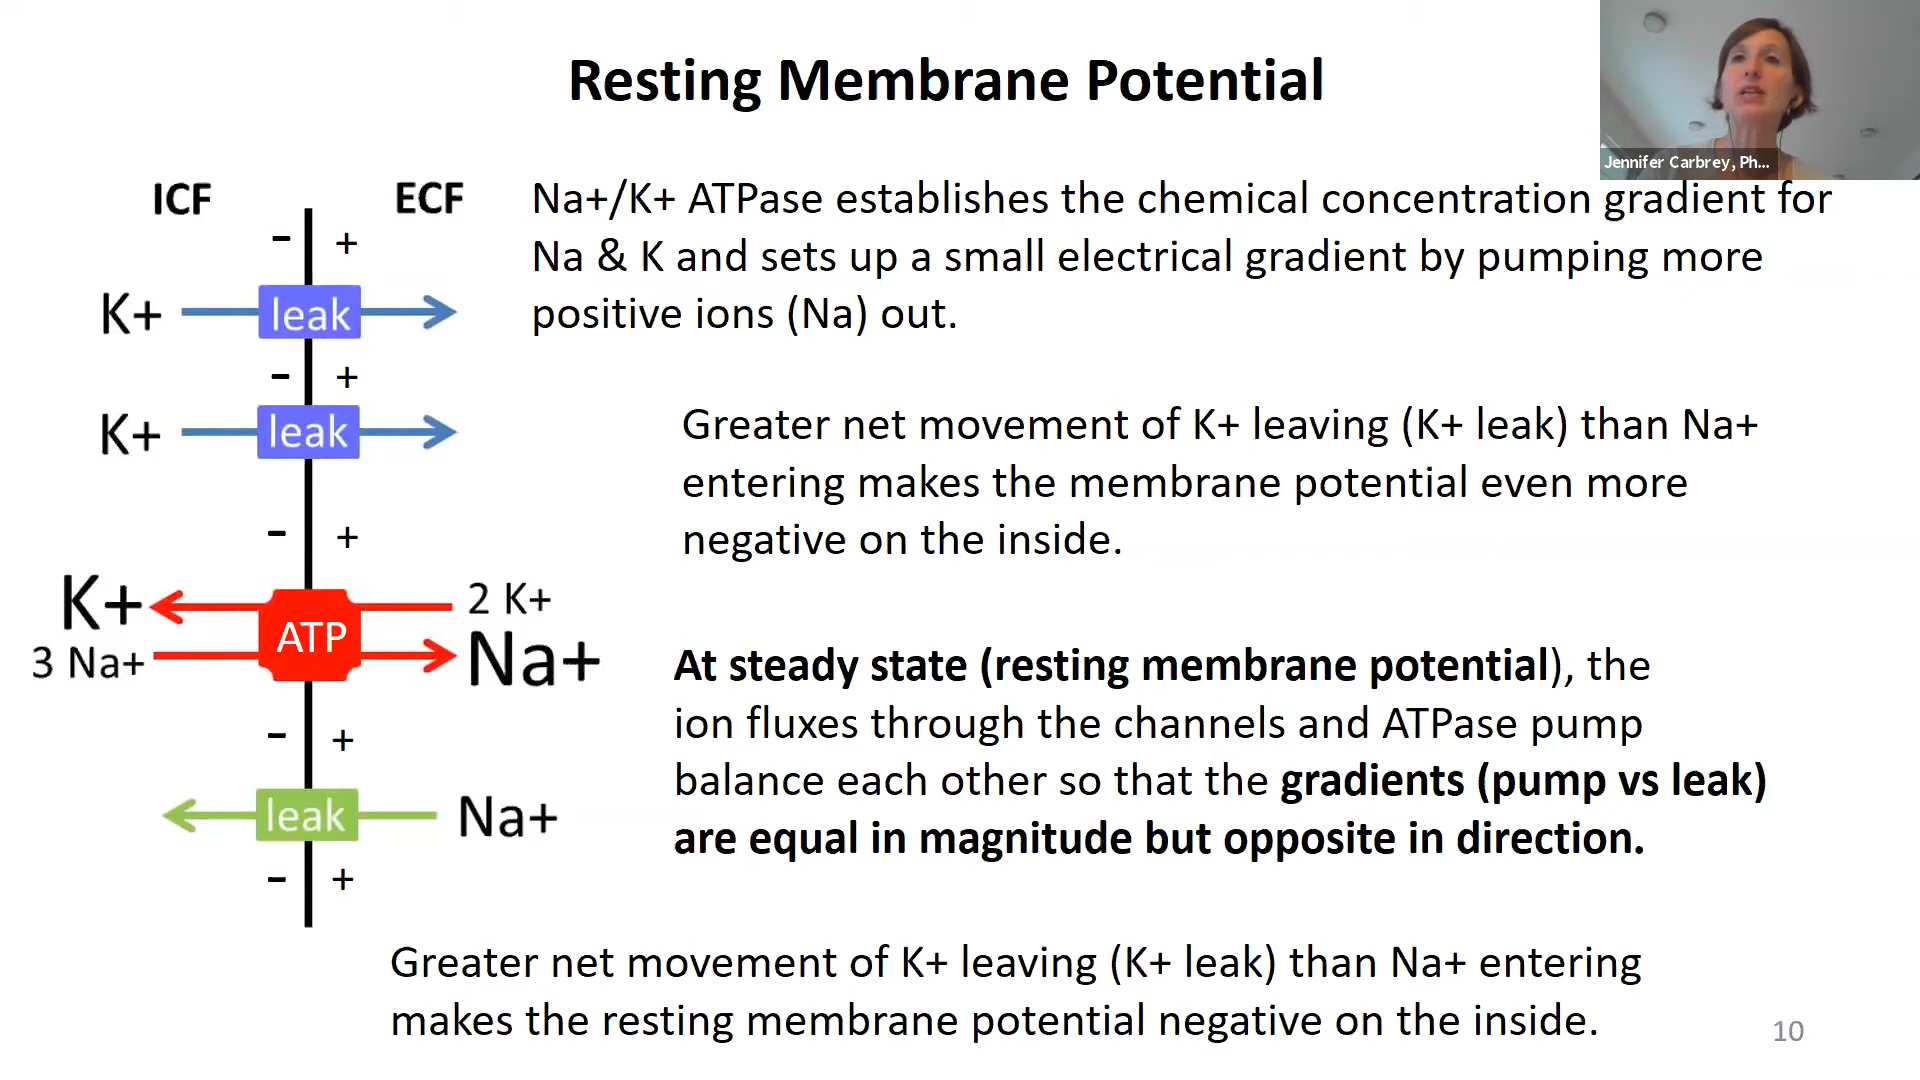 Resting Membrane Potential
Jennifer Carbrey, Ph...
ICF
ECF
- +
K+ leak
- +
K+ leak
- +
K+ ATP 2 K+
3 Na+ Na+
- +
leak Na+
- +
Na+/K+ ATPase establishes the chemical concentration gradient for
Na & K and sets up a small electrical gradient by pumping more
positive ions (Na) out.
Greater net movement of K+ leaving (K+ leak) than Na+
entering makes the membrane potential even more
negative on the inside.
At steady state (resting membrane potential), the
ion fluxes through the channels and ATPase pump
balance each other so that the gradients (pump vs leak)
are equal in magnitude but opposite in direction.
Greater net movement of K+ leaving (K+ leak) than Na+ entering
makes the resting membrane potential negative on the inside.
10